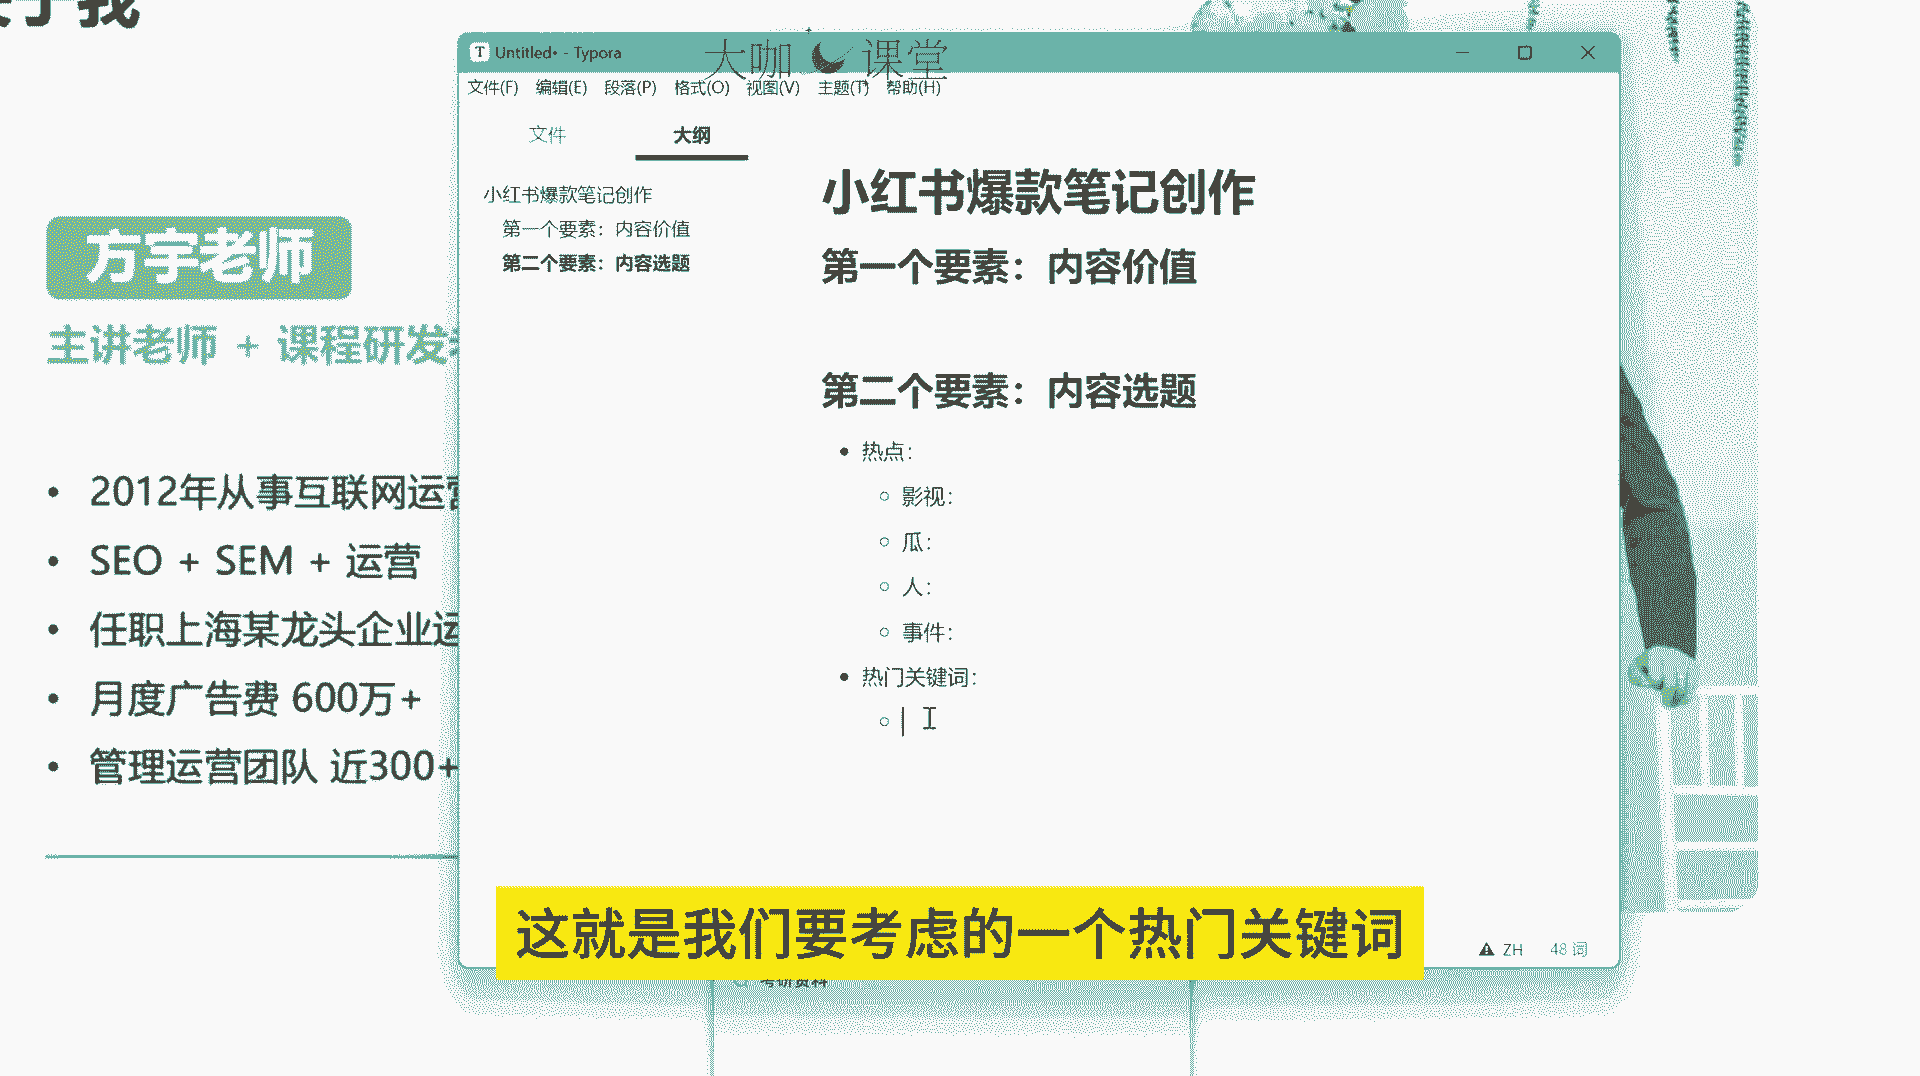 我
Untitled• - Typora
大咖 课堂
文件(F) 编辑(E) 段落(P) 格式(O) 视图(V) 主题(T) 帮助(H)
文件 大纲
小红书爆款笔记创作
第一个要素：内容价值
第二个要素：内容选题
小红书爆款笔记创作
第一个要素：内容价值
第二个要素：内容选题
热点：
影视：
瓜：
人：
事件：
热门关键词：
方宇老师
主讲老师 + 课程研发
2012年从事互联网运营
SEO + SEM + 运营
任职上海某龙头企业运
月度广告费 600万+
管理运营团队 近300+
这就是我们要考虑的一个热门关键词
ZH 48 词
考研资料